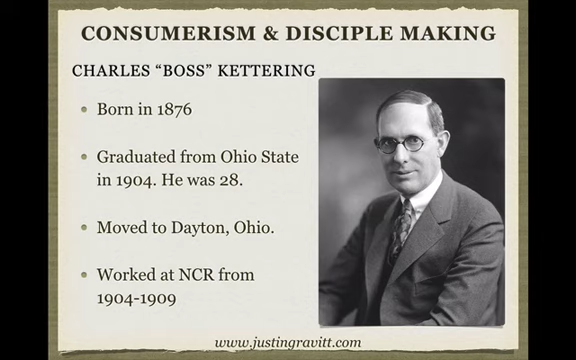 CONSUMERISM & DISCIPLE MAKING
CHARLES “BOSS” KETTERING
Born in 1876
Graduated from Ohio State
in 1904. He was 28.
Moved to Dayton, Ohio.
Worked at NCR from
1904-1909
www.justingravitt.com